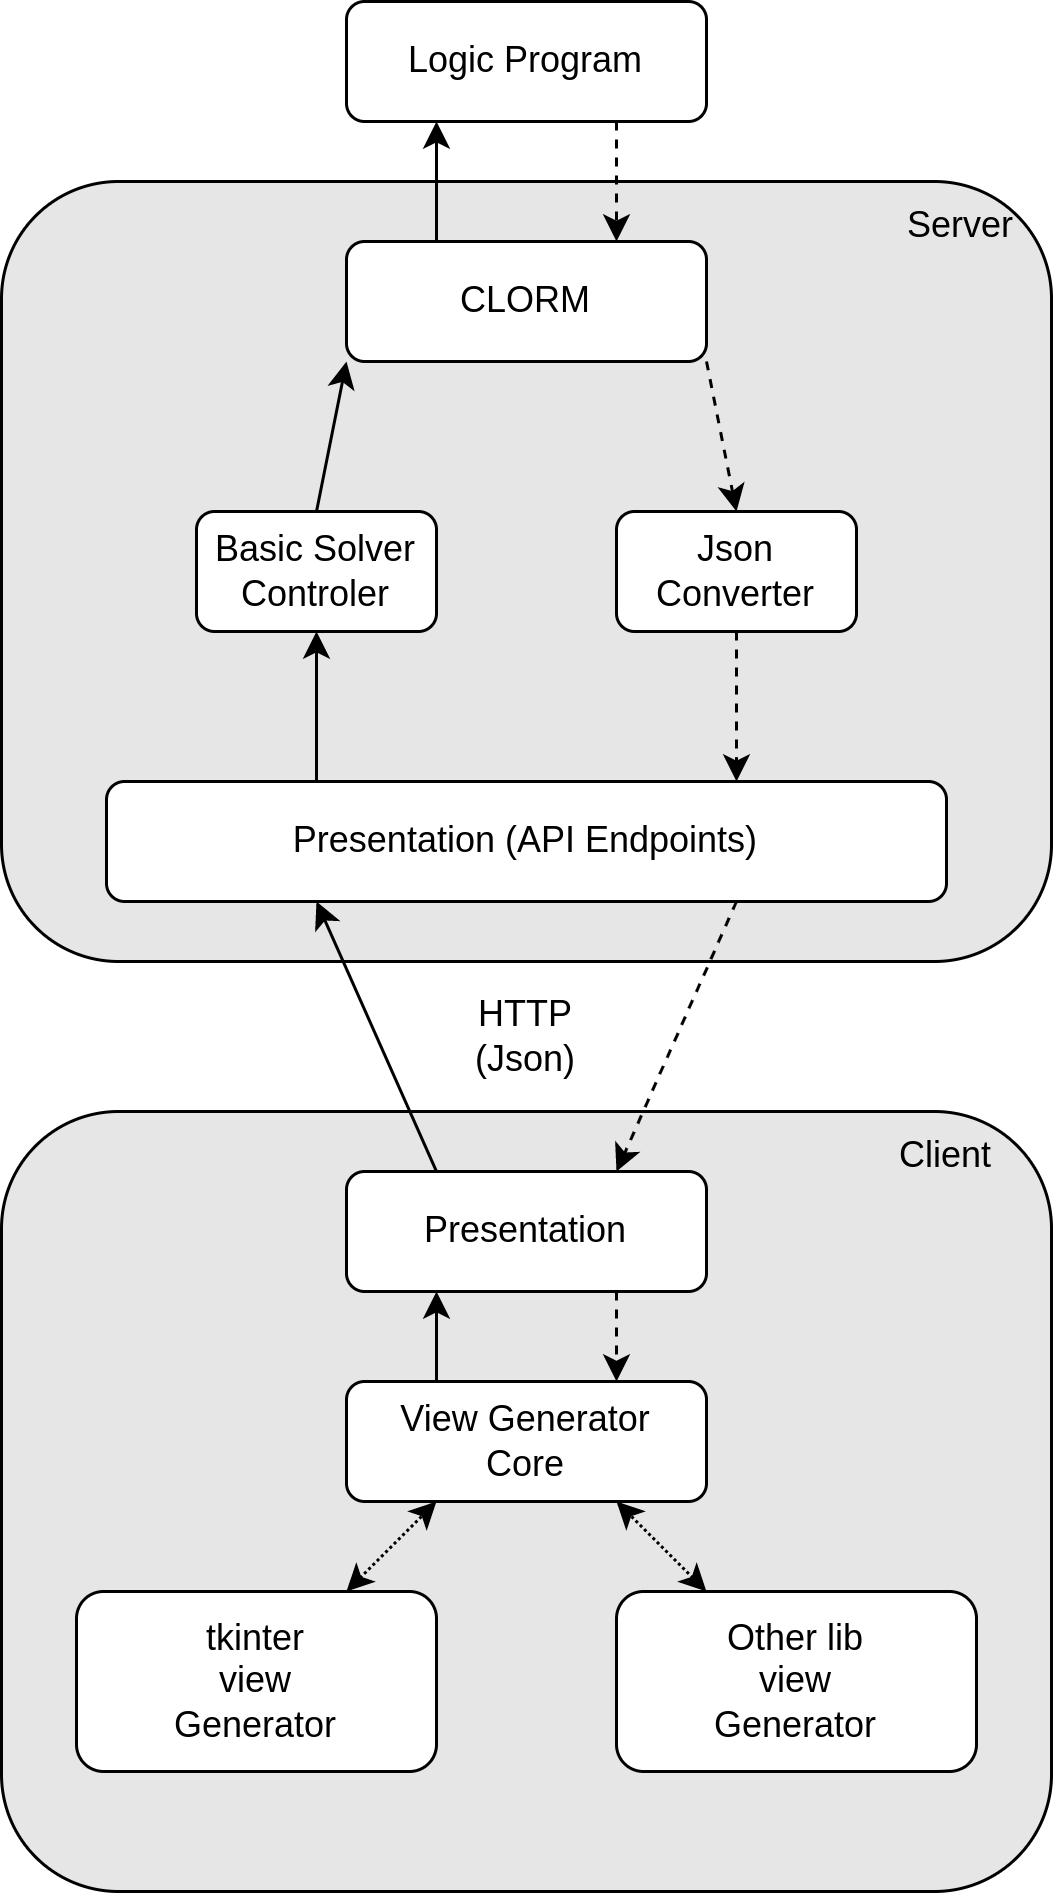 Logic Program
Server
CLORM
Basic Solver
Controler
Json
Converter
Presentation (API Endpoints)
HTTP
(Json)
Client
Presentation
View Generator
Core
tkinter
view
Generator
Other lib
view
Generator